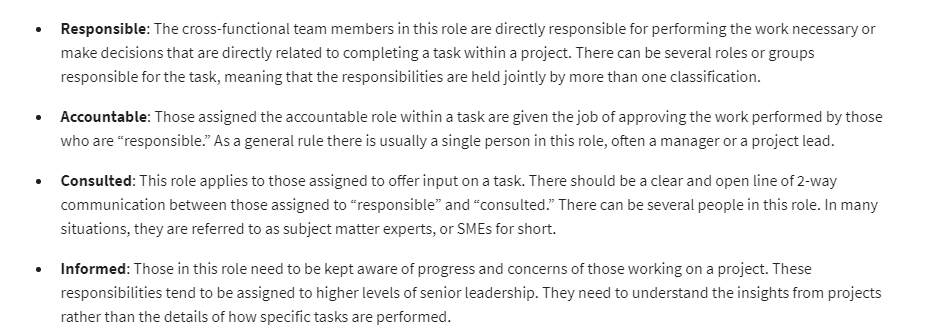 • Responsible: The cross-functional team members in this role are directly responsible for performing the work necessary or
make decisions that are directly related to completing a task within a project. There can be several roles or groups
responsible for the task, meaning that the responsibilities are held jointly by more than one classification.
• Accountable: Those assigned the accountable role within a task are given the job of approving the work performed by those
who are “responsible.” As a general rule there is usually a single person in this role, often a manager or a project lead.
• Consulted: This role applies to those assigned to offer input on a task. There should be a clear and open line of 2-way
communication between those assigned to “responsible” and “consulted.” There can be several people in this role. In many
situations, they are referred to as subject matter experts, or SMEs for short.
• Informed: Those in this role need to be kept aware of progress and concerns of those working on a project. These
responsibilities tend to be assigned to higher levels of senior leadership. They need to understand the insights from projects
rather than the details of how specific tasks are performed.